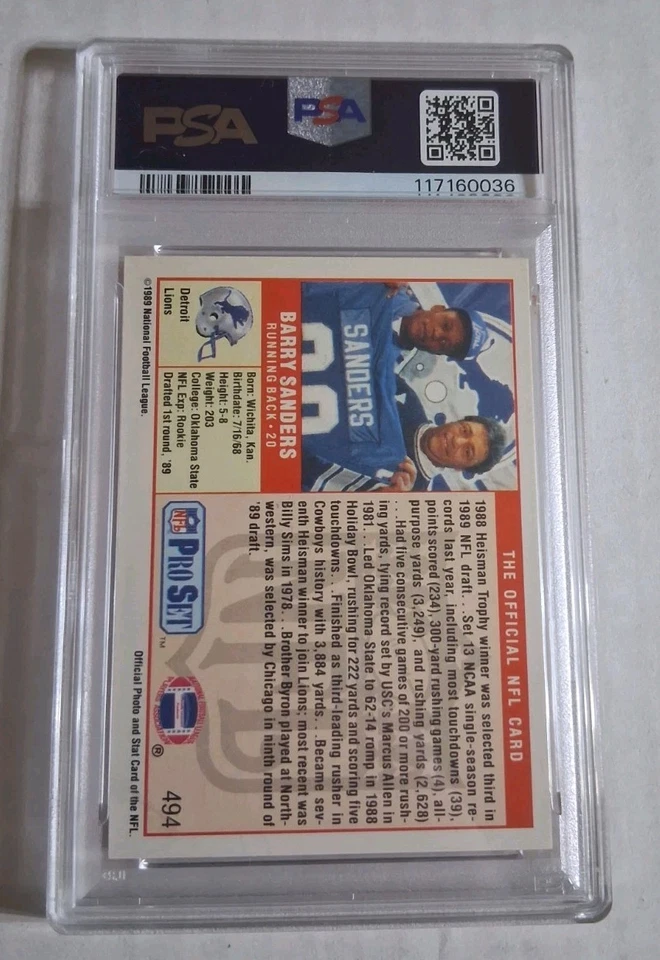 PSA
PSA
117160036
THE OFFICIAL NFL CARD
SANDERS
20
BARRY SANDERS
RUNNING BACK • 20
Detroit
Lions
Born: Wichita, Kan.
Birthdate: 7/16/68
Height: 5-8
Weight: 203
College: Oklahoma State
NFL Exp: Rookie
Drafted 1st round, '89
©1989 National Football League.
1988 Heisman Trophy winner was selected third in
1989 NFL draft. . .Set 13 NCAA single-season re-
cords last year, including most touchdowns (39),
points scored (234), 300-yard rushing games (4), all-
purpose yards (3,249), and rushing yards (2,628)
. . .Had five consecutive games of 200 or more rush-
ing yards, tying record set by USC's Marcus Allen in
1981. . .Led Oklahoma State to 62-14 romp in 1988
Holiday Bowl, rushing for 222 yards and scoring five
touchdowns. . .Finished as third-leading rusher in
Cowboys history with 3,884 yards. . .Became sev-
enth Heisman winner to join Lions; most recent was
Billy Sims in 1978. . .Brother Byron played at North-
western, was selected by Chicago in ninth round of
'89 draft.
NFL PRO SET TM
®
494
Official Photo and Stat Card of the NFL.